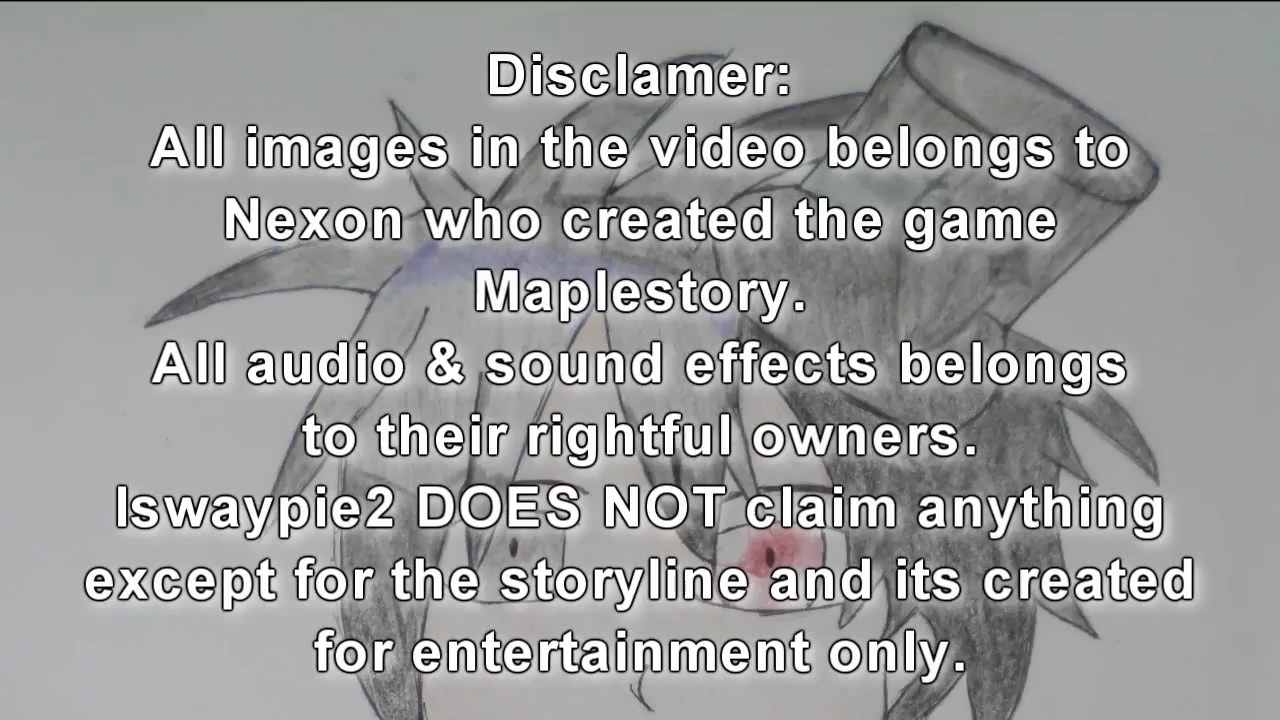 Disclamer:
All images in the video belongs to
Nexon who created the game
Maplestory.
All audio & sound effects belongs
to their rightful owners.
lswaypie2 DOES NOT claim anything
except for the storyline and its created
for entertainment only.